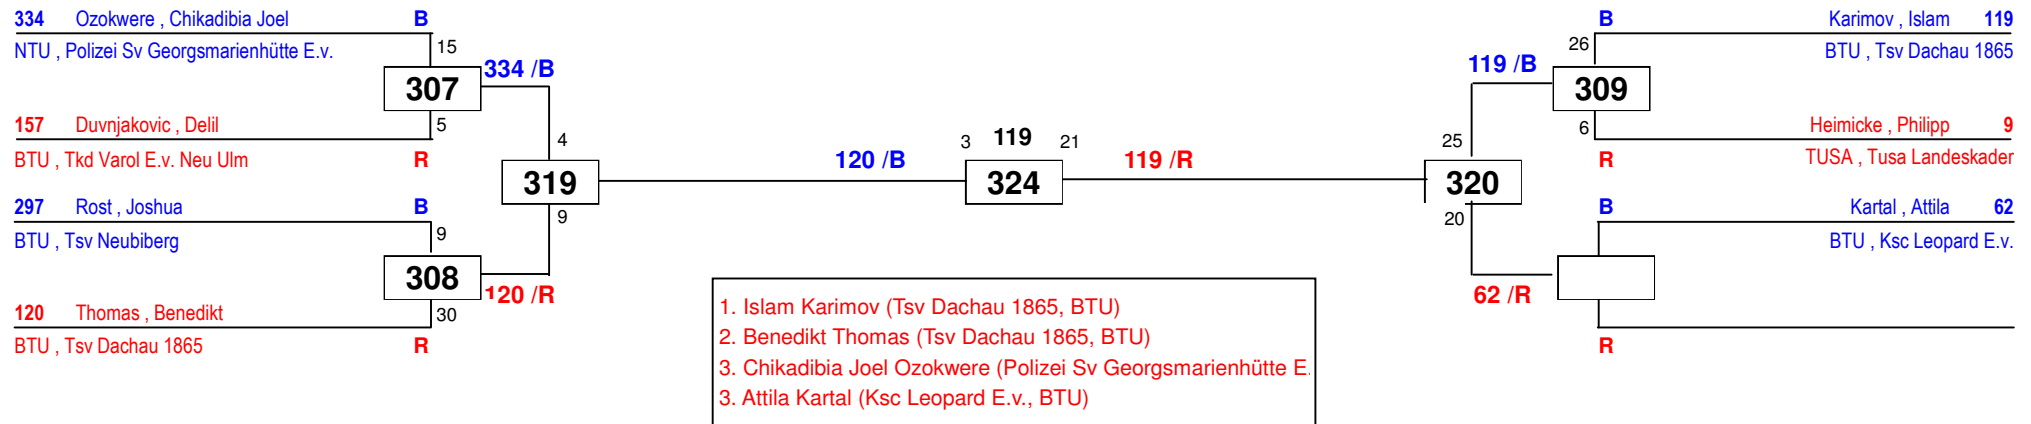 334 Ozokwere , Chikadibia Joel B
NTU , Polizei Sv Georgsmarienhütte E.v.
15
307
334 /B
5
157 Duvnjakovic , Delil
BTU , Tkd Varol E.v. Neu Ulm R
4
319
9
297 Rost , Joshua B
BTU , Tsv Neubiberg
9
308
120 /R
30
120 Thomas , Benedikt
BTU , Tsv Dachau 1865 R
120 /B
3 119 21
324
119 /R
B Karimov , Islam 119
BTU , Tsv Dachau 1865
26
119 /B
309
6
Heimicke , Philipp 9
R TUSA , Tusa Landeskader
25
320
20
B Kartal , Attila 62
BTU , Ksc Leopard E.v.
62 /R
R
1. Islam Karimov (Tsv Dachau 1865, BTU)
2. Benedikt Thomas (Tsv Dachau 1865, BTU)
3. Chikadibia Joel Ozokwere (Polizei Sv Georgsmarienhütte E.
3. Attila Kartal (Ksc Leopard E.v., BTU)